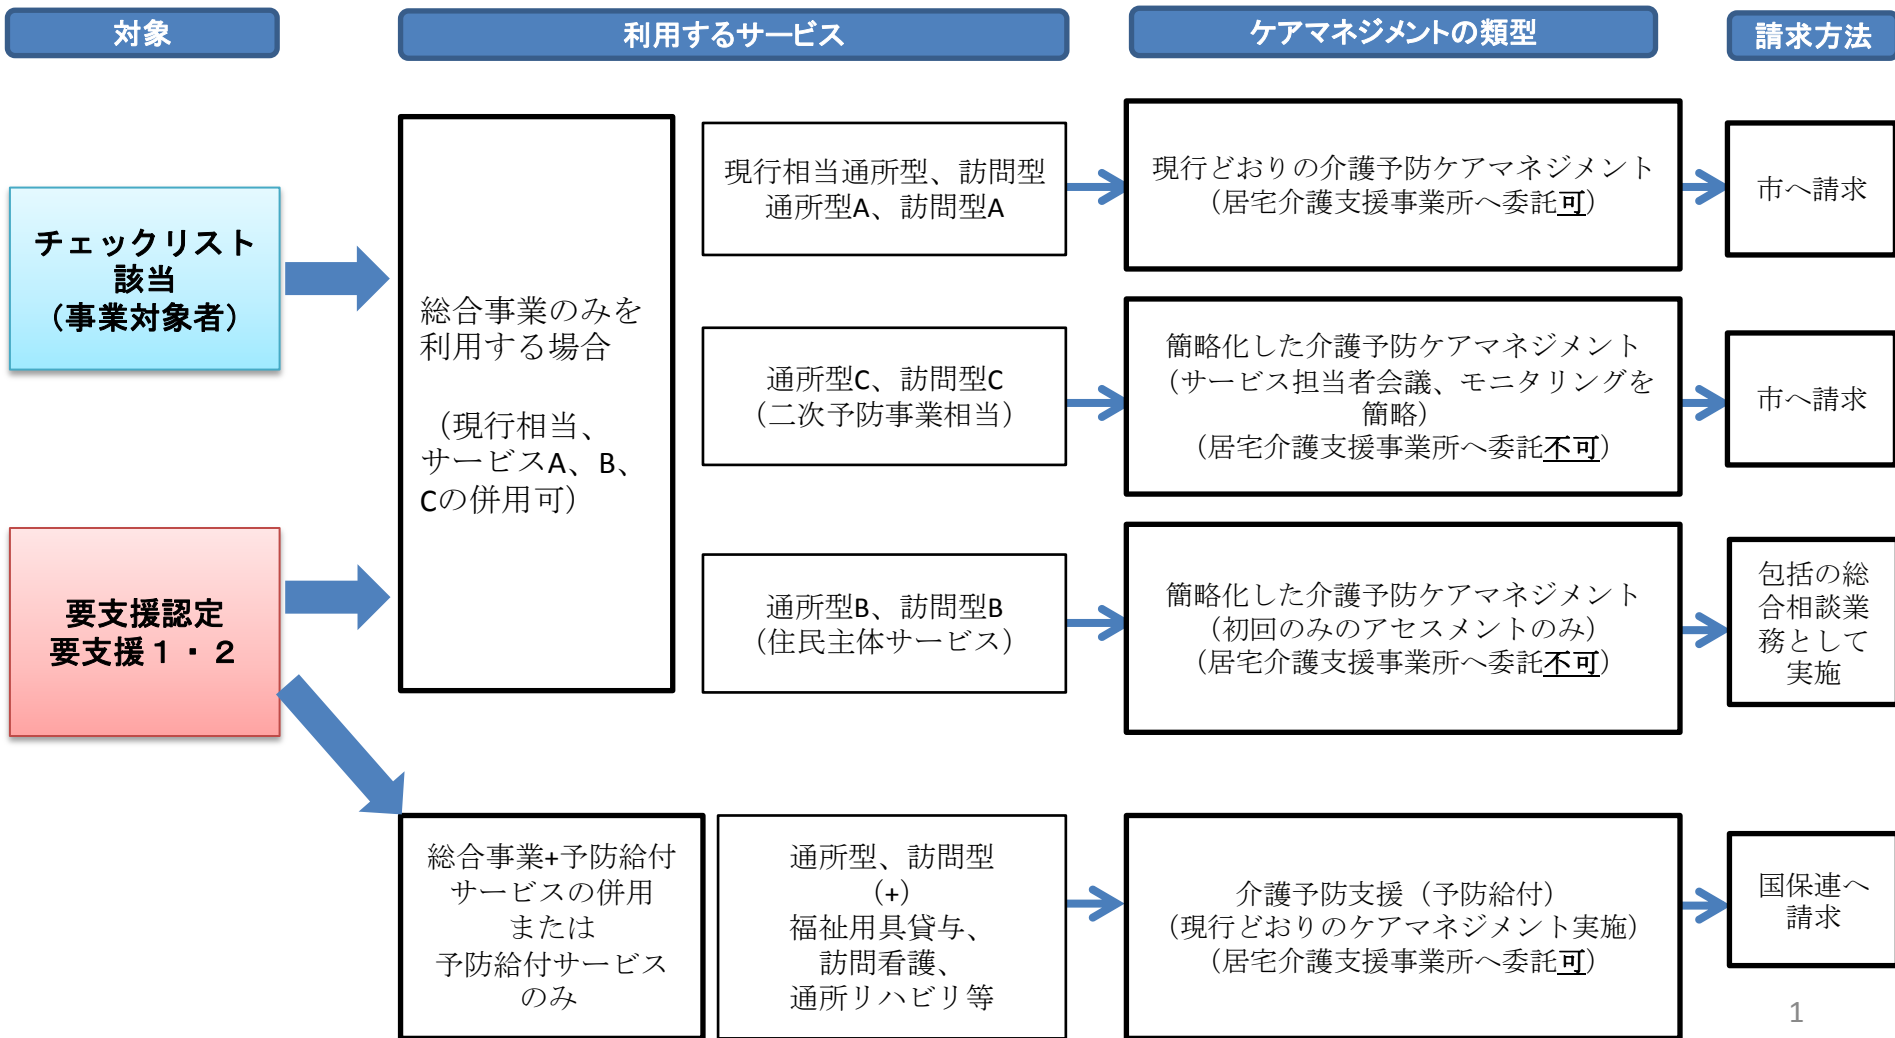 対象
利用するサービス
ケアマネジメントの類型
請求方法
チェックリスト
該当
（事業対象者）
要支援認定
要支援１・２
総合事業のみを
利用する場合
（現行相当、
サービスA、B、
Cの併用可）
現行相当通所型、訪問型
通所型A、訪問型A
現行どおりの介護予防ケアマネジメント
（居宅介護支援事業所へ委託可）
市へ請求
通所型C、訪問型C
（二次予防事業相当）
簡略化した介護予防ケアマネジメント
（サービス担当者会議、モニタリングを
簡略）
（居宅介護支援事業所へ委託不可）
市へ請求
通所型B、訪問型B
（住民主体サービス）
簡略化した介護予防ケアマネジメント
（初回のみのアセスメントのみ）
（居宅介護支援事業所へ委託不可）
包括の総
合相談業
務として
実施
総合事業+予防給付
サービスの併用
または
予防給付サービス
のみ
通所型、訪問型
（+）
福祉用具貸与、
訪問看護、
通所リハビリ等
介護予防支援（予防給付）
（現行どおりのケアマネジメント実施）
（居宅介護支援事業所へ委託可）
国保連へ
請求
1